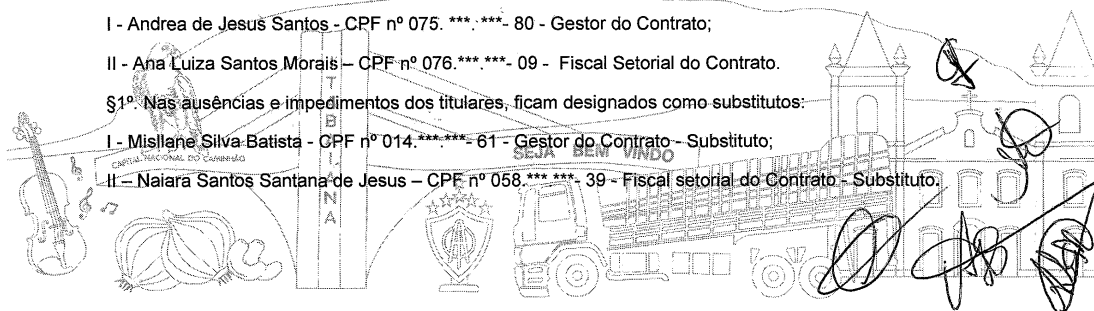 I - Andrea de Jesus Santos - CPF nº 075. ***.***- 80 - Gestor do Contrato;
II - Ana Luiza Santos Morais – CPF nº 076.***.***- 09 - Fiscal Setorial do Contrato.
§1º. Nas ausências e impedimentos dos titulares, ficam designados como substitutos:
I - Misllane Silva Batista - CPF nº 014.***.***- 61 - Gestor do Contrato - Substituto;
CAPITAL NACIONAL DO CAMINHÃO
SEJA BEM VINDO
II – Naiara Santos Santana de Jesus – CPF nº 058.***.***- 39 - Fiscal setorial do Contrato - Substituto.
ITABAIANA